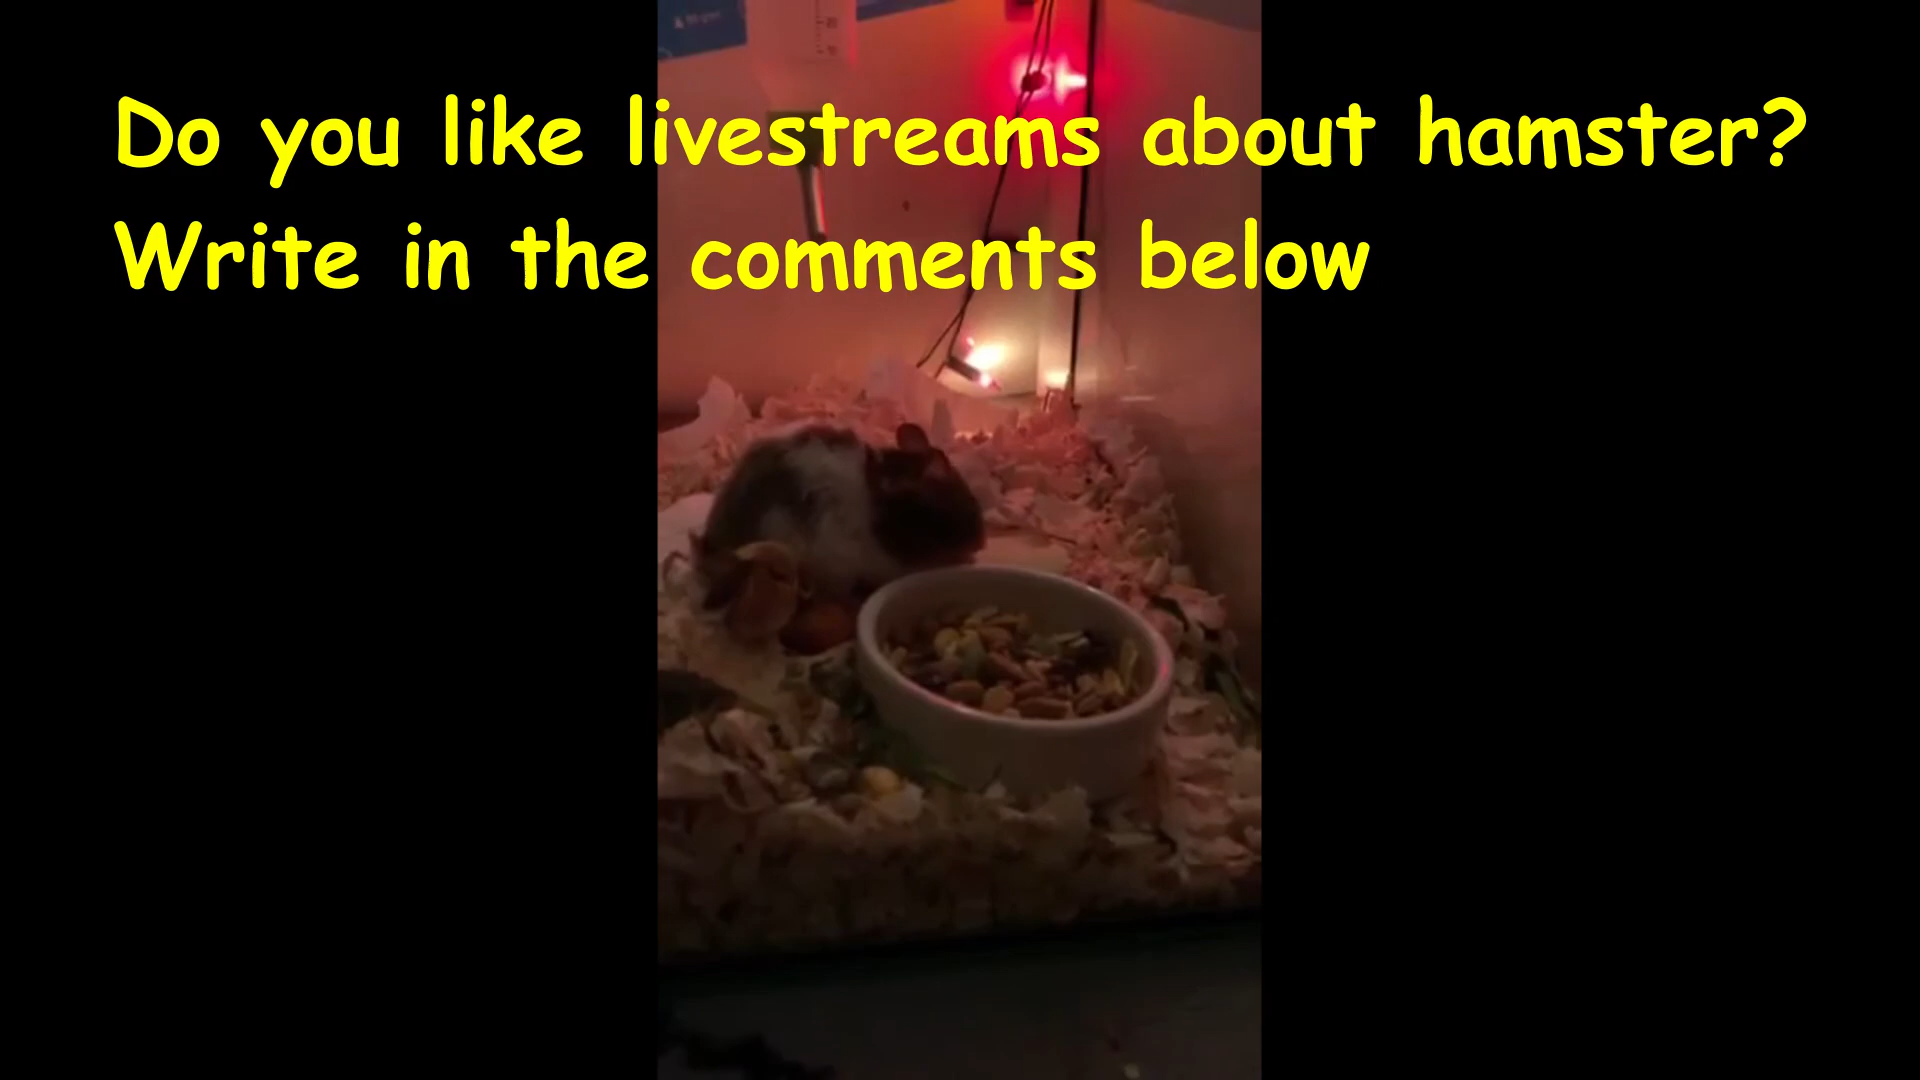 Do you like livestreams about hamster?
Write in the comments below